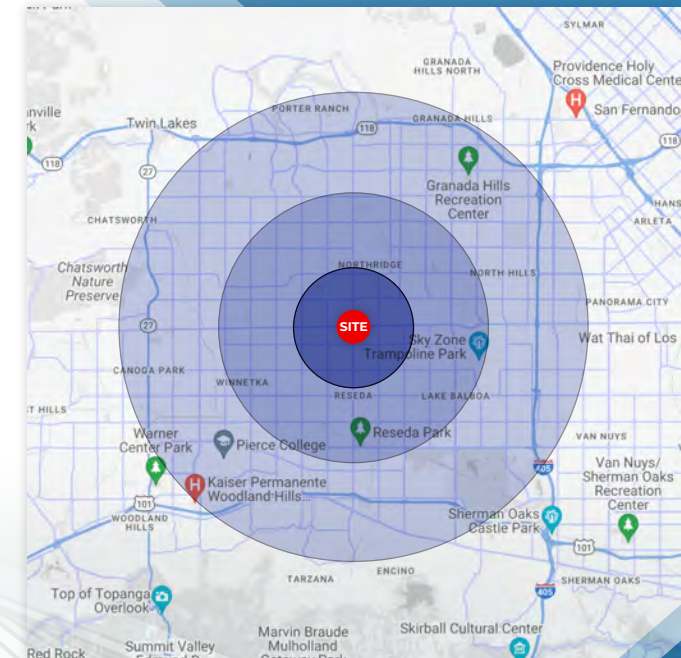 SYLMAR
GRANADA
HILLS NORTH
Providence Holy
Cross Medical Cente
San Fernando
PORTER RANCH
Twin Lakes
118
GRANADA HILLS
118
118
nville
rk
27
Granada Hills
Recreation
Center
HANS
ARLETA
CHATSWORTH
Chatsworth
Nature
Preserve
NORTHRIDGE
NORTH HILLS
PANORAMA CITY
27
SITE
Sky Zone
Trampoline Park
Wat Thai of Los
CANOGA PARK
WINNETKA
RESEDA
LAKE BALBOA
T HILLS
Warner
Center Park
Pierce College
Reseda Park
VAN NUYS
405
Van Nuys/
Sherman Oaks
Recreation
Center
Kaiser Permanente
Woodland Hills...
101
WOODLAND
HILLS
Sherman Oaks
Castle Park
101
TARZANA
ENCINO
405
SHERMAN OAKS
Top of Topanga
Overlook
Marvin Braude
Mulholland
Skirball Cultural Center
Red Rock
Summit Valley